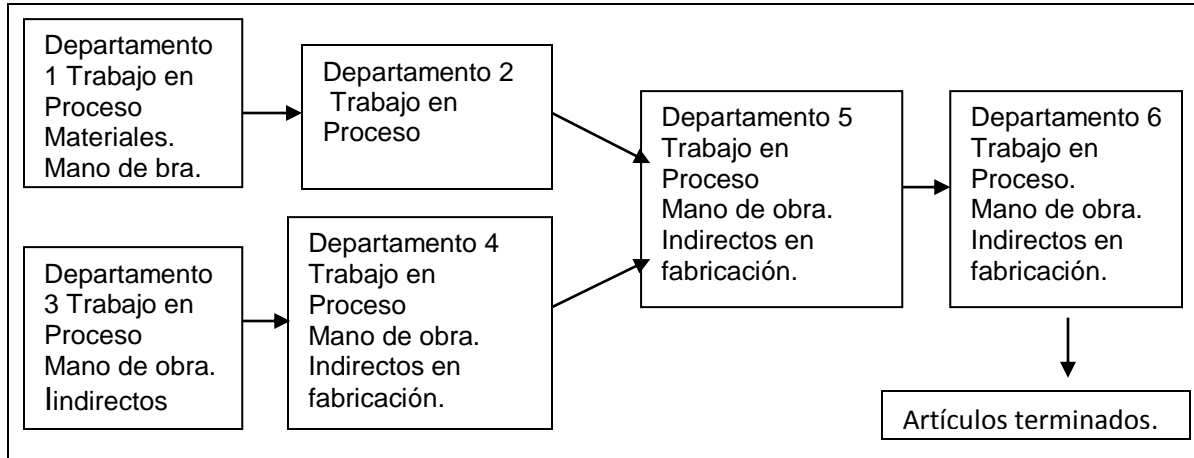 Departamento
1 Trabajo en
Proceso
Materiales.
Mano de bra.
Departamento 2
Trabajo en
Proceso
Departamento
3 Trabajo en
Proceso
Mano de obra.
Iindirectos
Departamento 4
Trabajo en
Proceso
Mano de obra.
Indirectos en
fabricación.
Departamento 5
Trabajo en
Proceso
Mano de obra.
Indirectos en
fabricación.
Departamento 6
Trabajo en
Proceso.
Mano de obra.
Indirectos en
fabricación.
Artículos terminados.